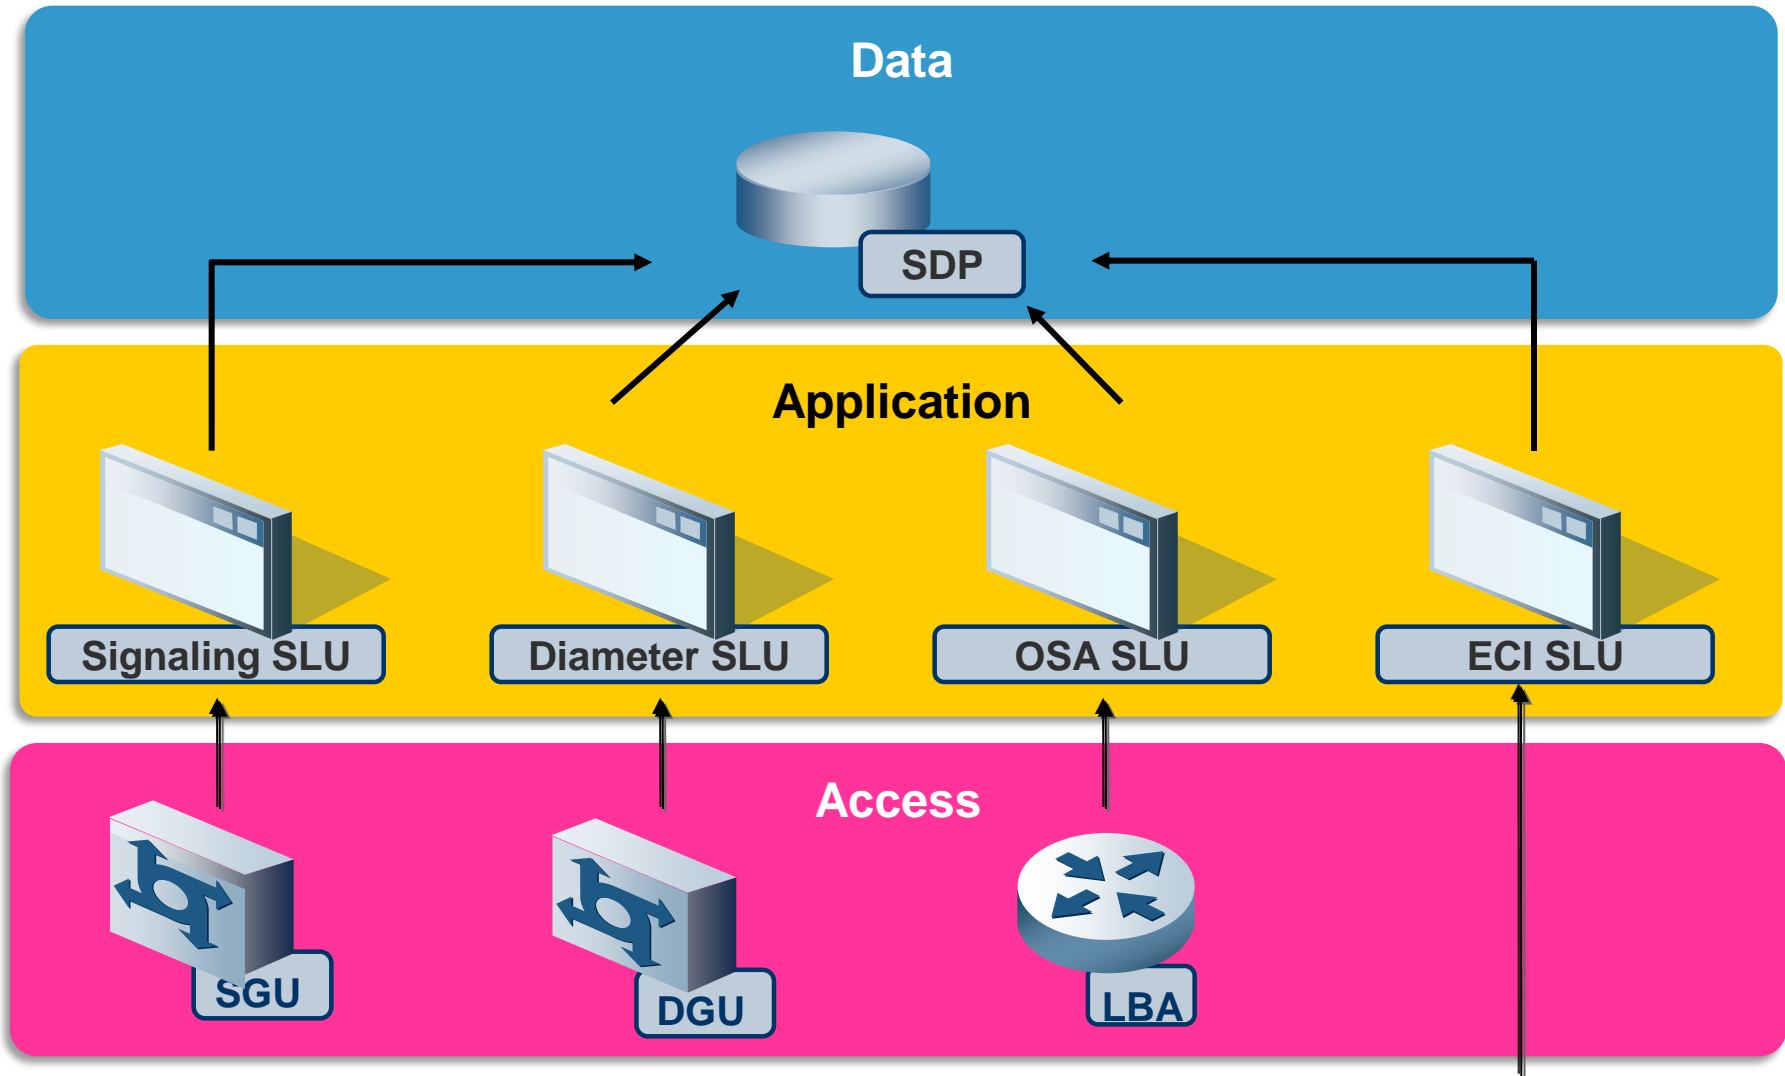 Data
SDP
Application
Signaling SLU
Diameter SLU
OSA SLU
ECI SLU
Access
SGU
DGU
LBA